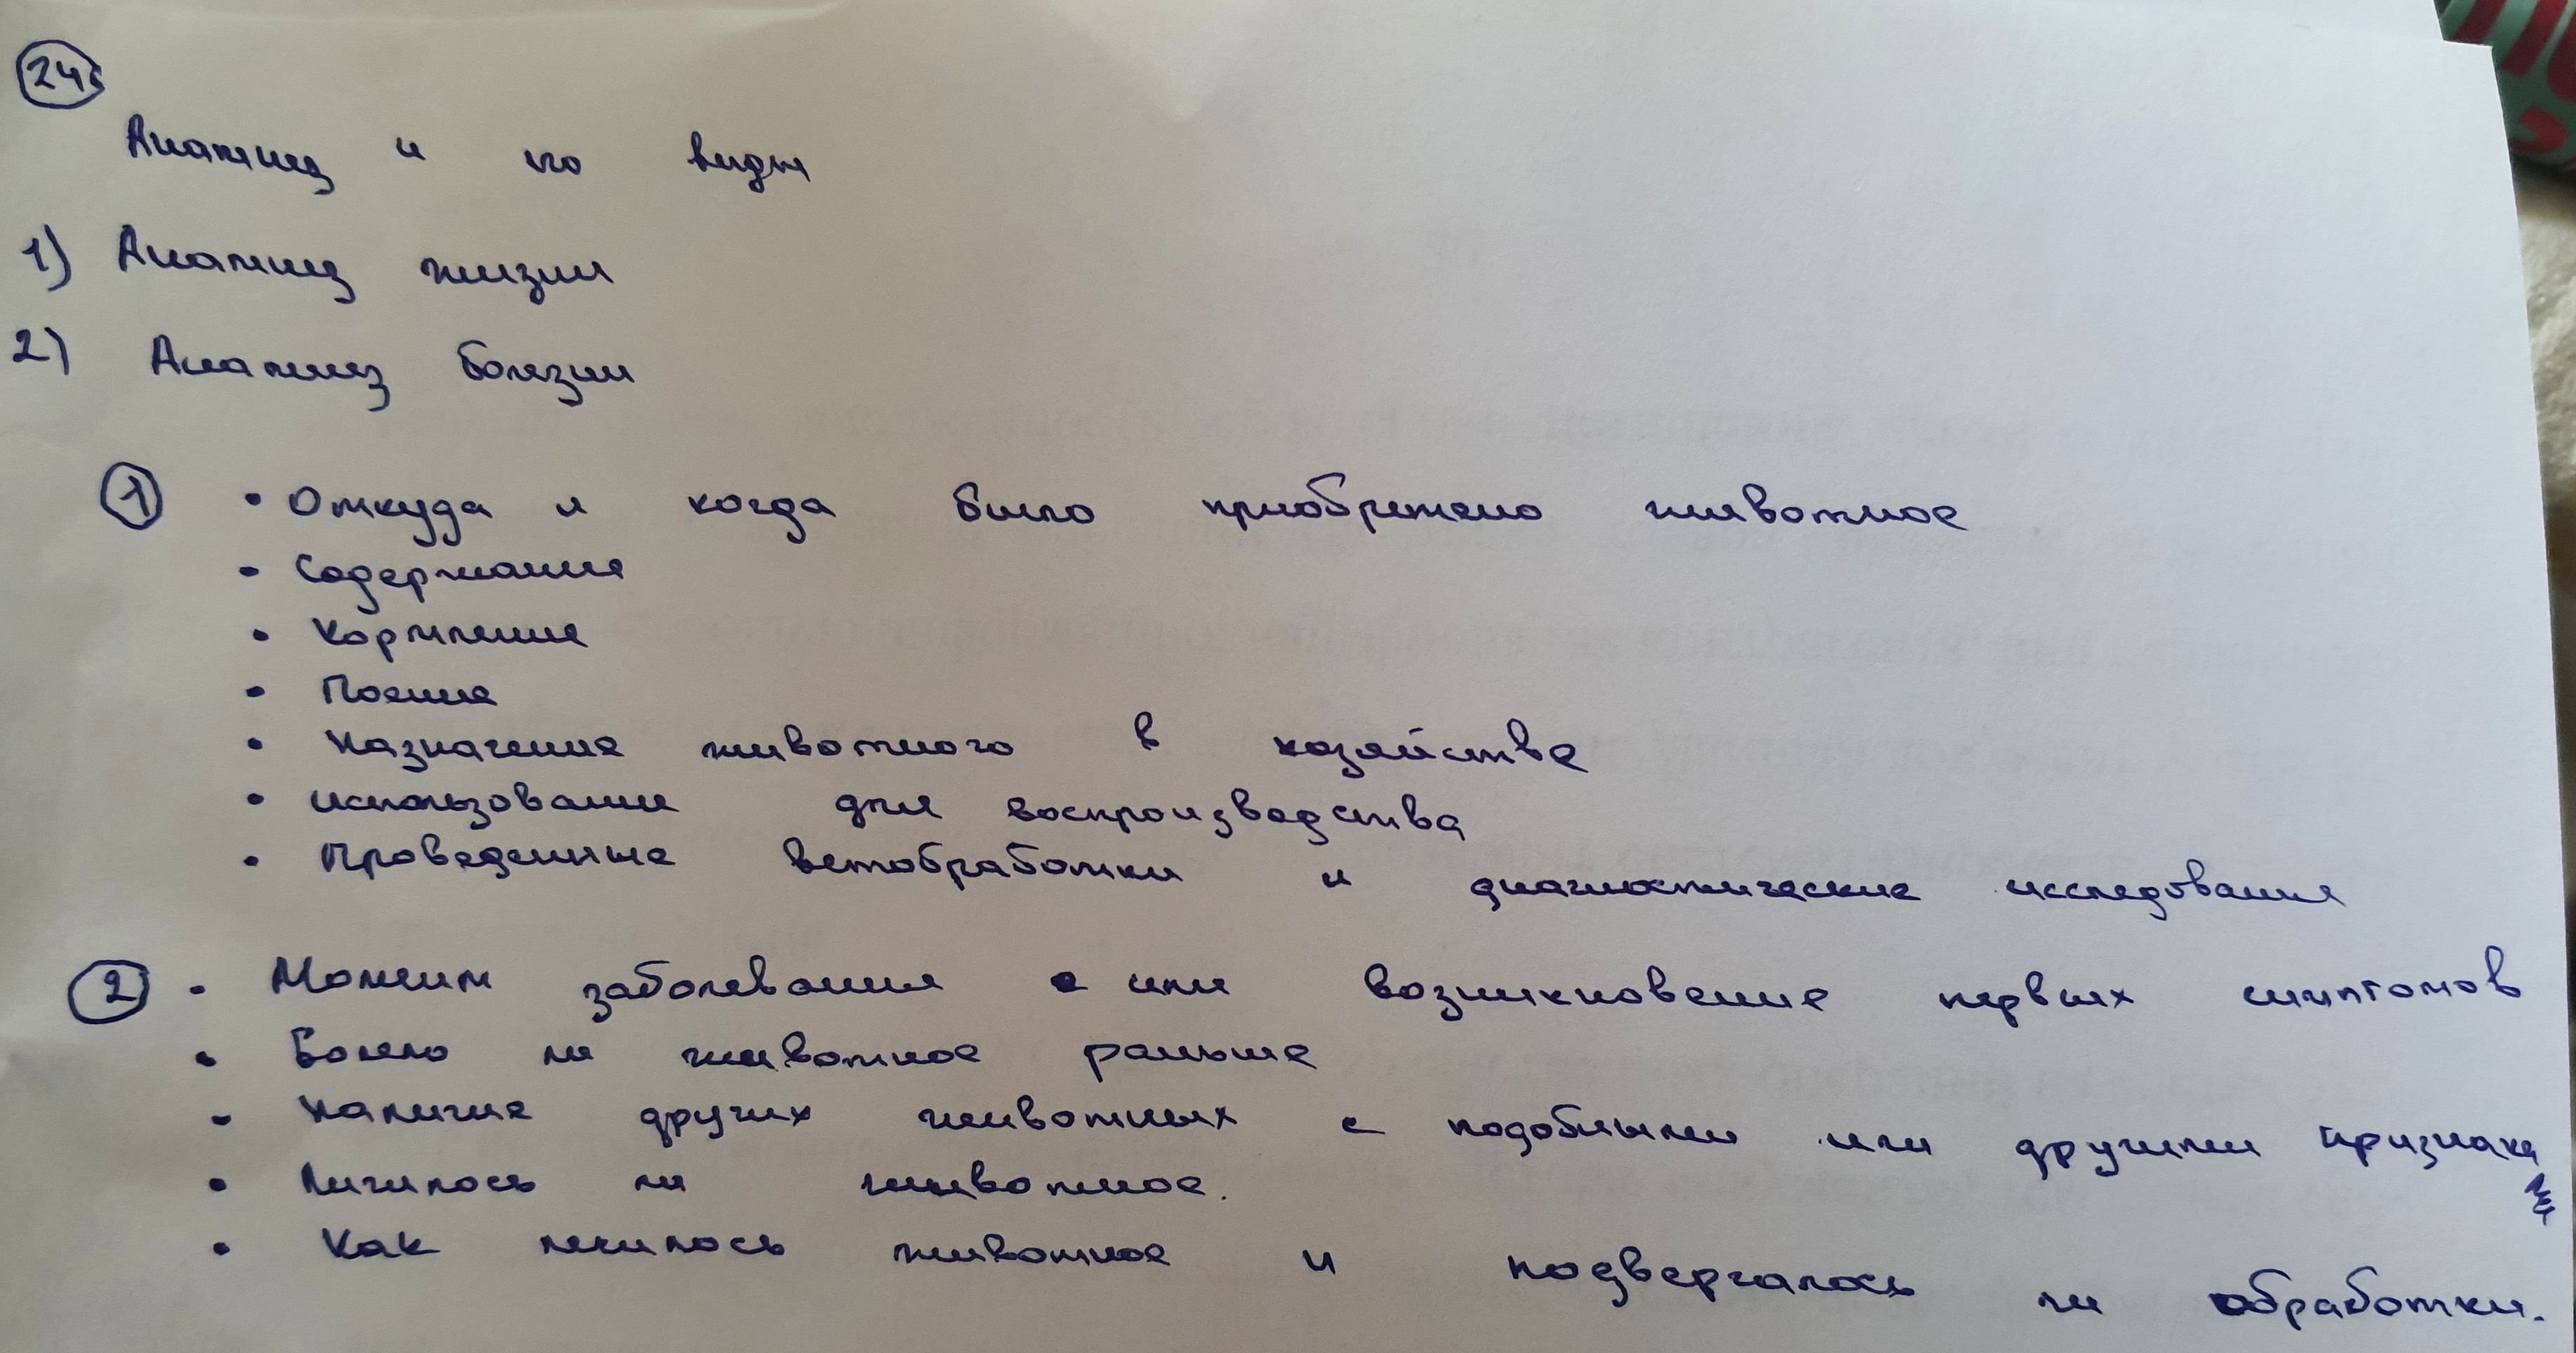 24
Анамнез и его виды
1) Анамнез жизни
2) Анамнез болезни
1 • Откуда и когда было приобретено животное
• Содержание
• Кормление
• Поение
• Назначение животного в хозяйстве
• использование для воспроизводства
• Проведенные ветобработки и диагностические исследования
2 • Момент заболевания или возникновение первых симптомов
• Болело ли животное раньше
• Наличие других животных с подобными или другими признака
• Лечилось ли животное.
• Как лечилось животное и подвергалось ли обработки.